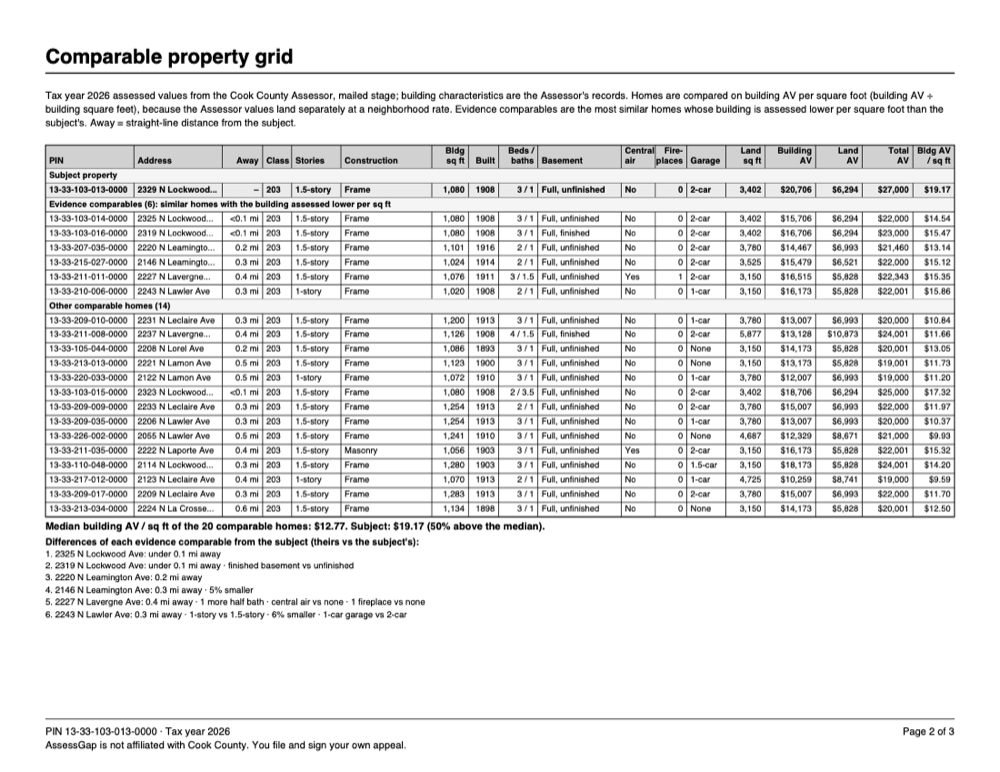 Comparable property grid
Tax year 2026 assessed values from the Cook County Assessor, mailed stage; building characteristics are the Assessor's records. Homes are compared on building AV per square foot (building AV ÷
building square feet), because the Assessor values land separately at a neighborhood rate. Evidence comparables are the most similar homes whose building is assessed lower per square foot than the
subject's. Away = straight-line distance from the subject.
PIN Address Away Class Stories Construction Bldg sq ft Built Beds / baths Basement Central air Fire-places Garage Land sq ft Building AV Land AV Total AV Bldg AV / sq ft
Subject property
13-33-103-013-0000 2329 N Lockwood... – 203 1.5-story Frame 1,080 1908 3 / 1 Full, unfinished No 0 2-car 3,402 $20,706 $6,294 $27,000 $19.17
Evidence comparables (6): similar homes with the building assessed lower per sq ft
13-33-103-014-0000 2325 N Lockwood... <0.1 mi 203 1.5-story Frame 1,080 1908 3 / 1 Full, unfinished No 0 2-car 3,402 $15,706 $6,294 $22,000 $14.54
13-33-103-016-0000 2319 N Lockwood... <0.1 mi 203 1.5-story Frame 1,080 1908 3 / 1 Full, finished No 0 2-car 3,402 $16,706 $6,294 $23,000 $15.47
13-33-207-035-0000 2220 N Leamingto... 0.2 mi 203 1.5-story Frame 1,101 1916 2 / 1 Full, unfinished No 0 2-car 3,780 $14,467 $6,993 $21,460 $13.14
13-33-215-027-0000 2146 N Leamingto... 0.3 mi 203 1.5-story Frame 1,024 1914 2 / 1 Full, unfinished No 0 2-car 3,525 $15,479 $6,521 $22,000 $15.12
13-33-211-011-0000 2227 N Lavergne... 0.4 mi 203 1.5-story Frame 1,076 1911 3 / 1.5 Full, unfinished Yes 1 2-car 3,150 $16,515 $5,828 $22,343 $15.35
13-33-210-006-0000 2243 N Lawler Ave 0.3 mi 203 1-story Frame 1,020 1908 2 / 1 Full, unfinished No 0 1-car 3,150 $16,173 $5,828 $22,001 $15.86
Other comparable homes (14)
13-33-209-010-0000 2231 N Leclaire Ave 0.3 mi 203 1.5-story Frame 1,200 1913 3 / 1 Full, unfinished No 0 1-car 3,780 $13,007 $6,993 $20,000 $10.84
13-33-211-008-0000 2237 N Lavergne... 0.4 mi 203 1.5-story Frame 1,126 1908 4 / 1.5 Full, finished No 0 2-car 5,877 $13,128 $10,873 $24,001 $11.66
13-33-105-044-0000 2208 N Lorel Ave 0.2 mi 203 1.5-story Frame 1,086 1893 3 / 1 Full, unfinished No 0 None 3,150 $14,173 $5,828 $20,001 $13.05
13-33-213-013-0000 2221 N Lamon Ave 0.5 mi 203 1.5-story Frame 1,123 1900 3 / 1 Full, unfinished No 0 None 3,150 $13,173 $5,828 $19,001 $11.73
13-33-220-033-0000 2122 N Lamon Ave 0.5 mi 203 1-story Frame 1,072 1910 3 / 1 Full, unfinished No 0 1-car 3,780 $12,007 $6,993 $19,000 $11.20
13-33-103-015-0000 2323 N Lockwood... <0.1 mi 203 1.5-story Frame 1,080 1908 2 / 3.5 Full, unfinished No 0 2-car 3,402 $18,706 $6,294 $25,000 $17.32
13-33-209-009-0000 2233 N Leclaire Ave 0.3 mi 203 1.5-story Frame 1,254 1913 2 / 1 Full, unfinished No 0 2-car 3,780 $15,007 $6,993 $22,000 $11.97
13-33-209-035-0000 2206 N Lawler Ave 0.3 mi 203 1.5-story Frame 1,254 1913 3 / 1 Full, unfinished No 0 1-car 3,780 $13,007 $6,993 $20,000 $10.37
13-33-226-002-0000 2055 N Lawler Ave 0.5 mi 203 1.5-story Frame 1,241 1910 3 / 1 Full, unfinished No 0 None 4,687 $12,329 $8,671 $21,000 $9.93
13-33-211-035-0000 2222 N Laporte Ave 0.4 mi 203 1.5-story Masonry 1,056 1903 3 / 1 Full, unfinished Yes 0 2-car 3,150 $16,173 $5,828 $22,001 $15.32
13-33-110-048-0000 2114 N Lockwood... 0.3 mi 203 1.5-story Frame 1,280 1903 3 / 1 Full, unfinished No 0 1.5-car 3,150 $18,173 $5,828 $24,001 $14.20
13-33-217-012-0000 2123 N Leclaire Ave 0.4 mi 203 1-story Frame 1,070 1913 2 / 1 Full, unfinished No 0 1-car 4,725 $10,259 $8,741 $19,000 $9.59
13-33-209-017-0000 2209 N Leclaire Ave 0.3 mi 203 1.5-story Frame 1,283 1913 3 / 1 Full, unfinished No 0 2-car 3,780 $15,007 $6,993 $22,000 $11.70
13-33-213-034-0000 2224 N La Crosse... 0.6 mi 203 1.5-story Frame 1,134 1898 3 / 1 Full, unfinished No 0 None 3,150 $14,173 $5,828 $20,001 $12.50
Median building AV / sq ft of the 20 comparable homes: $12.77. Subject: $19.17 (50% above the median).
Differences of each evidence comparable from the subject (theirs vs the subject's):
1. 2325 N Lockwood Ave: under 0.1 mi away
2. 2319 N Lockwood Ave: under 0.1 mi away · finished basement vs unfinished
3. 2220 N Leamington Ave: 0.2 mi away
4. 2146 N Leamington Ave: 0.3 mi away · 5% smaller
5. 2227 N Lavergne Ave: 0.4 mi away · 1 more half bath · central air vs none · 1 fireplace vs none
6. 2243 N Lawler Ave: 0.3 mi away · 1-story vs 1.5-story · 6% smaller · 1-car garage vs 2-car
PIN 13-33-103-013-0000 · Tax year 2026
Page 2 of 3
AssessGap is not affiliated with Cook County. You file and sign your own appeal.